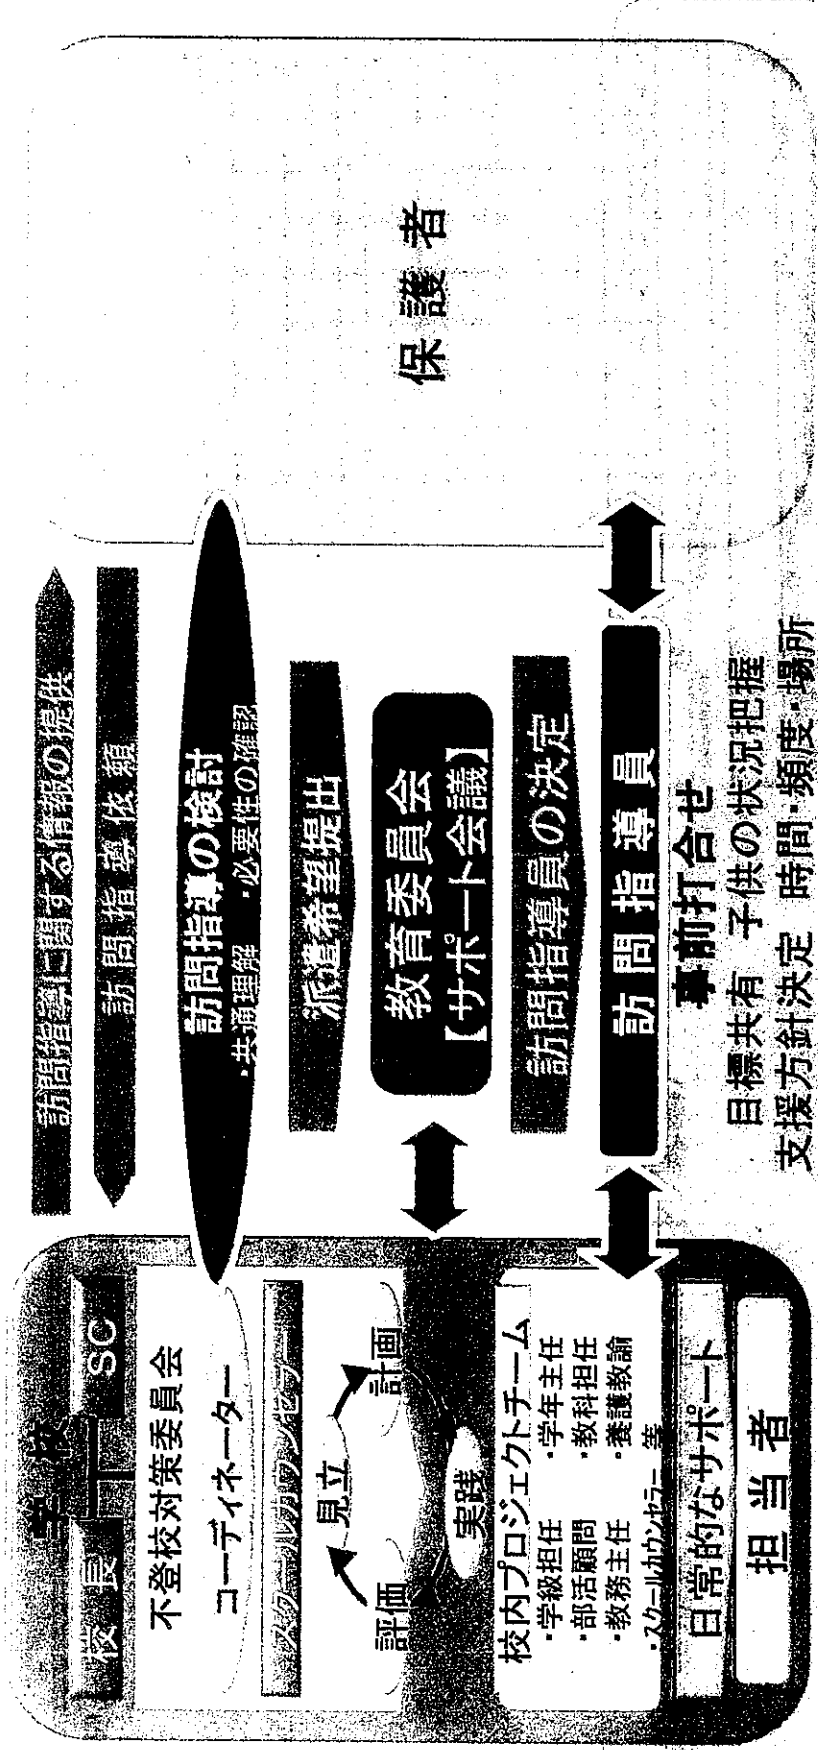 学校
校長
SC
不登校対策委員会
コーディネーター
スクールカウンセラー
見立
計画
実践
評価
校内プロジェクトチーム
・学級担任 ・学年主任
・部活顧問 ・教科担任
・教務主任 ・養護教諭
・スクールカウンセラー 等
日常的なサポート
担当者
訪問指導に関する情報の提供
訪問指導依頼
訪問指導の検討
・共通理解 ・必要性の確認
派遣希望提出
教育委員会
【サポート会議】
訪問指導員の決定
訪問指導員
事前打合せ
目標共有 子供の状況把握
支援方針決定 時間・頻度・場所
保護者